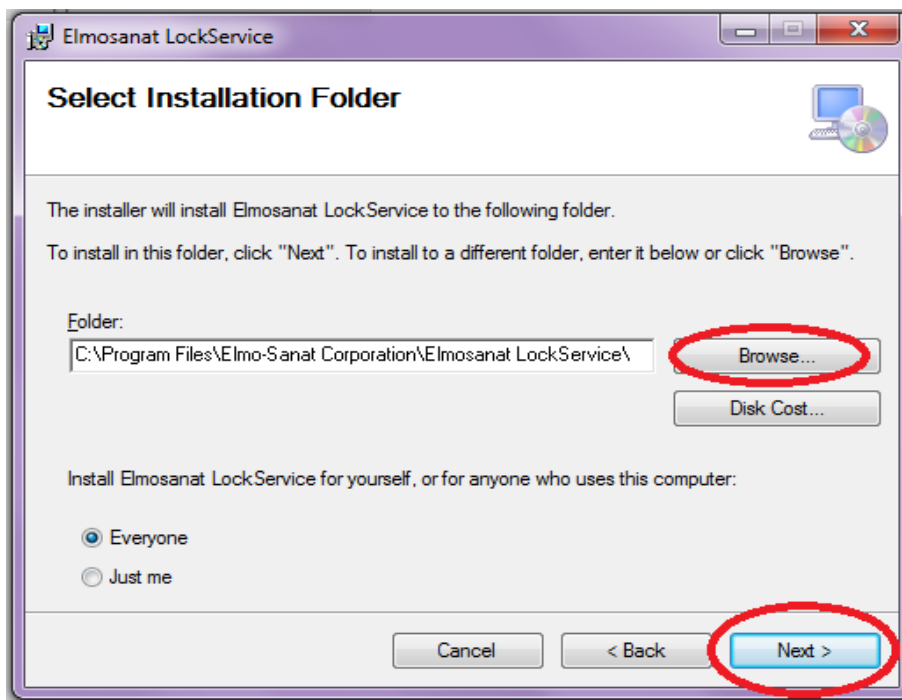 Elmosanat LockService
Select Installation Folder
The installer will install Elmosanat LockService to the following folder.
To install in this folder, click "Next". To install to a different folder, enter it below or click "Browse".
Folder:
C:\Program Files\Elmo-Sanat Corporation\Elmosanat LockService\
Browse...
Disk Cost...
Install Elmosanat LockService for yourself, or for anyone who uses this computer:
Everyone
Just me
Cancel
< Back
Next >